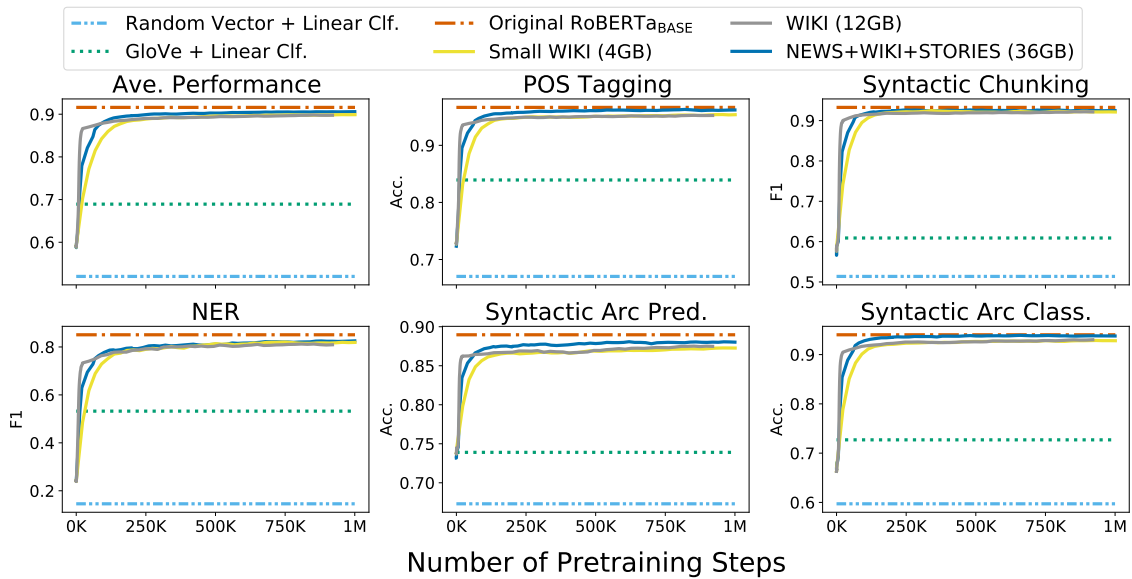 Random Vector + Linear Clf.
GloVe + Linear Clf.
Original RoBERTaBASE
Small WIKI (4GB)
WIKI (12GB)
NEWS+WIKI+STORIES (36GB)
Ave. Performance
0.9
0.8
0.7
0.6
POS Tagging
Acc.
0.9
0.8
0.7
Syntactic Chunking
F1
0.9
0.8
0.7
0.6
0.5
NER
F1
0.8
0.6
0.4
0.2
0K 250K 500K 750K 1M
Syntactic Arc Pred.
Acc.
0.90
0.85
0.80
0.75
0.70
0K 250K 500K 750K 1M
Syntactic Arc Class.
Acc.
0.9
0.8
0.7
0.6
0K 250K 500K 750K 1M
Number of Pretraining Steps